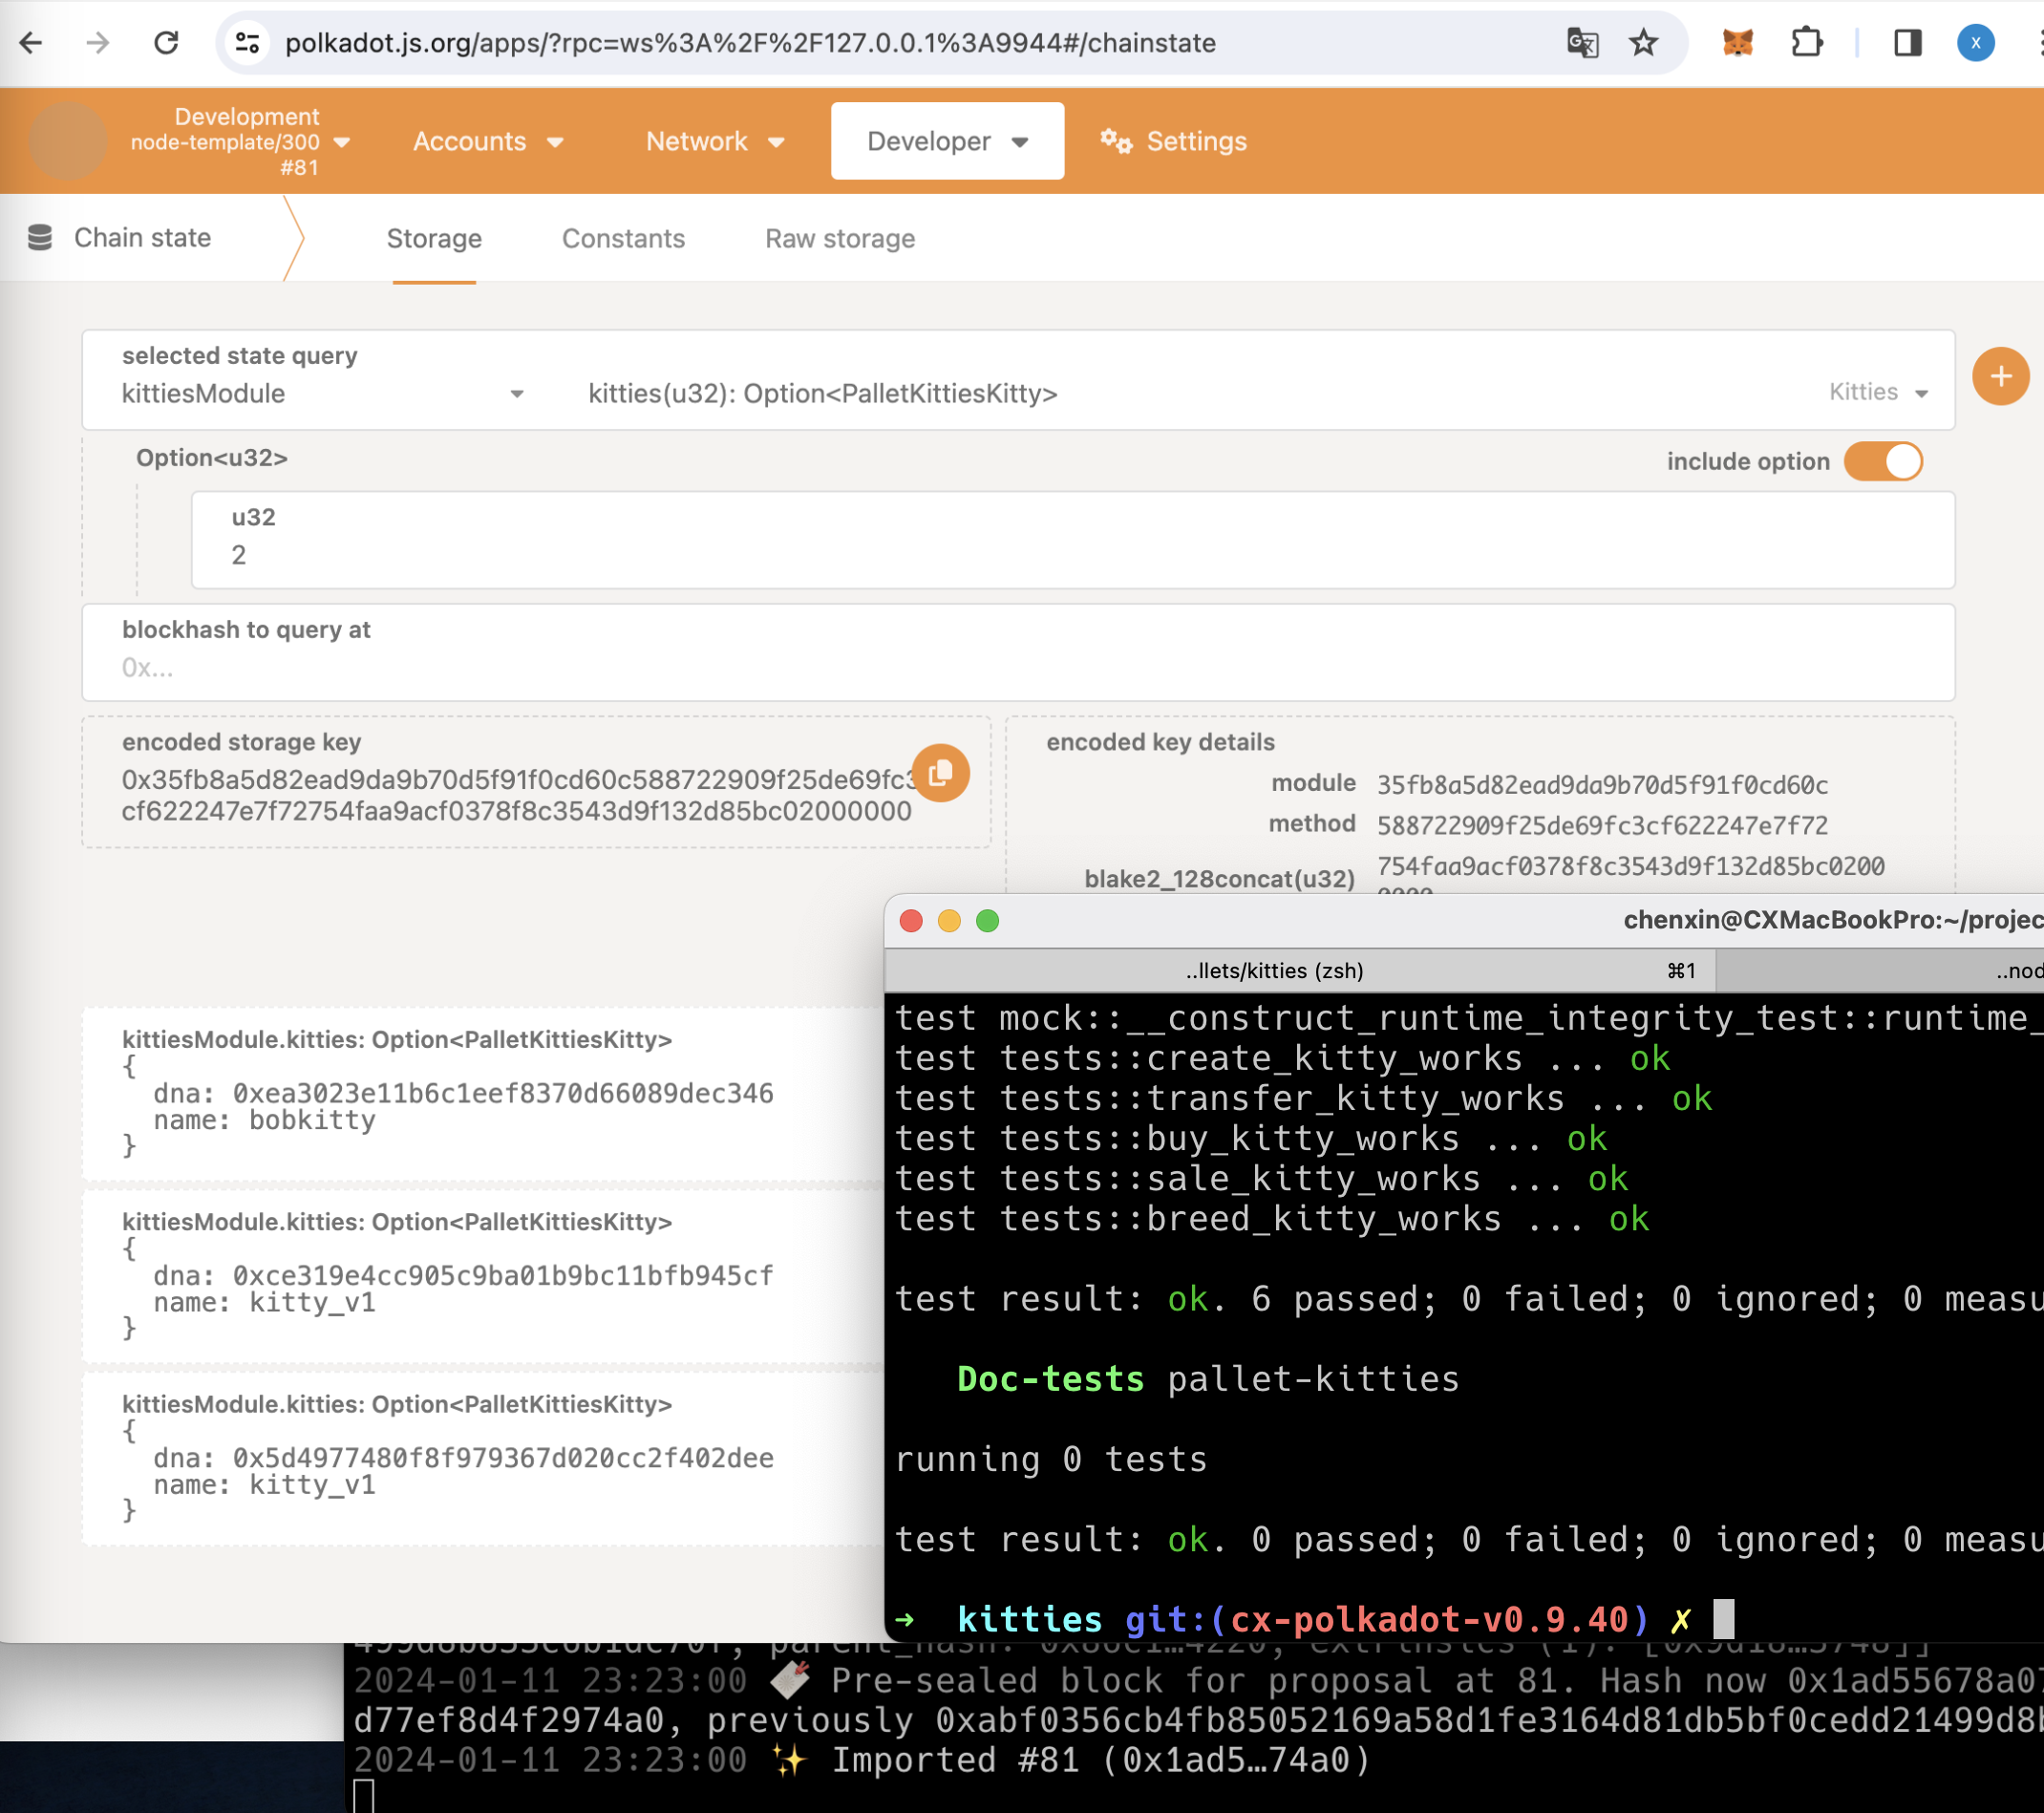 polkadot.js.org/apps/?rpc=ws%3A%2F%2F127.0.0.1%3A9944#/chainstate
x
Development
node-template/300
#81
Accounts
Network
Developer
Settings
Chain state
Storage
Constants
Raw storage
selected state query
kittiesModule
kitties(u32): Option<PalletKittiesKitty>
Kitties
Option<u32>
include option
u32
2
blockhash to query at
0x...
encoded storage key
0x35fb8a5d82ead9da9b70d5f91f0cd60c588722909f25de69fc3
cf622247e7f72754faa9acf0378f8c3543d9f132d85bc02000000
encoded key details
module 35fb8a5d82ead9da9b70d5f91f0cd60c
method 588722909f25de69fc3cf622247e7f72
blake2_128concat(u32) 754faa9acf0378f8c3543d9f132d85bc0200
kittiesModule.kitties: Option<PalletKittiesKitty>
{
dna: 0xea3023e11b6c1eef8370d66089dec346
name: bobkitty
}
kittiesModule.kitties: Option<PalletKittiesKitty>
{
dna: 0xce319e4cc905c9ba01b9bc11bfb945cf
name: kitty_v1
}
kittiesModule.kitties: Option<PalletKittiesKitty>
{
dna: 0x5d4977480f8f979367d020cc2f402dee
name: kitty_v1
}
chenxin@CXMacBookPro:~/projec
..llets/kitties (zsh) ⌘1 ..nod
test mock::__construct_runtime_integrity_test::runtime_
test tests::create_kitty_works ... ok
test tests::transfer_kitty_works ... ok
test tests::buy_kitty_works ... ok
test tests::sale_kitty_works ... ok
test tests::breed_kitty_works ... ok
test result: ok. 6 passed; 0 failed; 0 ignored; 0 measu
Doc-tests pallet-kitties
running 0 tests
test result: ok. 0 passed; 0 failed; 0 ignored; 0 measu
➜ kitties git:(cx-polkadot-v0.9.40) ✗
2024-01-11 23:23:00 🔖 Pre-sealed block for proposal at 81. Hash now 0x1ad55678a07
d77ef8d4f2974a0, previously 0xabf0356cb4fb85052169a58d1fe3164d81db5bf0cedd21499d8b
2024-01-11 23:23:00 ✨ Imported #81 (0x1ad5…74a0)